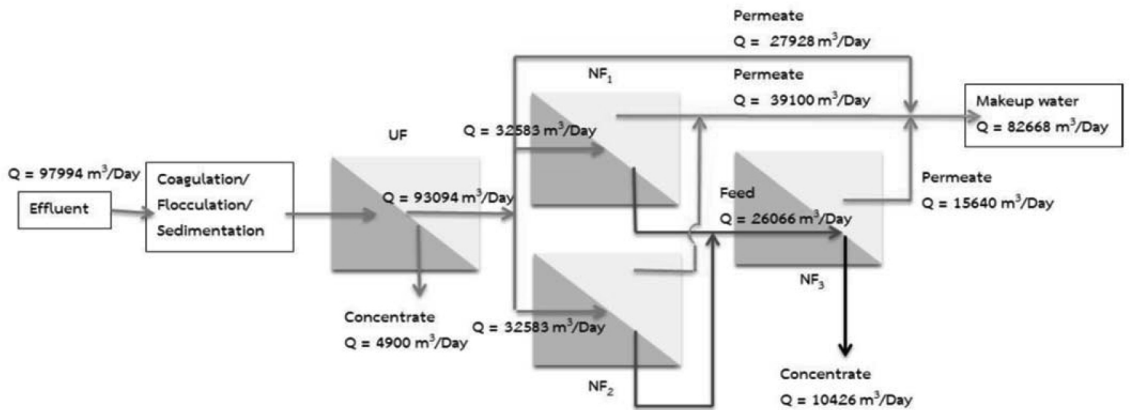 Permeate
Q = 27928 m³/Day
NF₁
Permeate
Q = 39100 m³/Day
Makeup water
Q = 82668 m³/Day
UF
Q = 32583 m³/Day
Q = 97994 m³/Day
Effluent
Coagulation/
Flocculation/
Sedimentation
Q = 93094 m³/Day
Feed
Q = 26066 m³/Day
Permeate
Q = 15640 m³/Day
NF₃
Concentrate
Q = 4900 m³/Day
Q = 32583 m³/Day
NF₂
Concentrate
Q = 10426 m³/Day